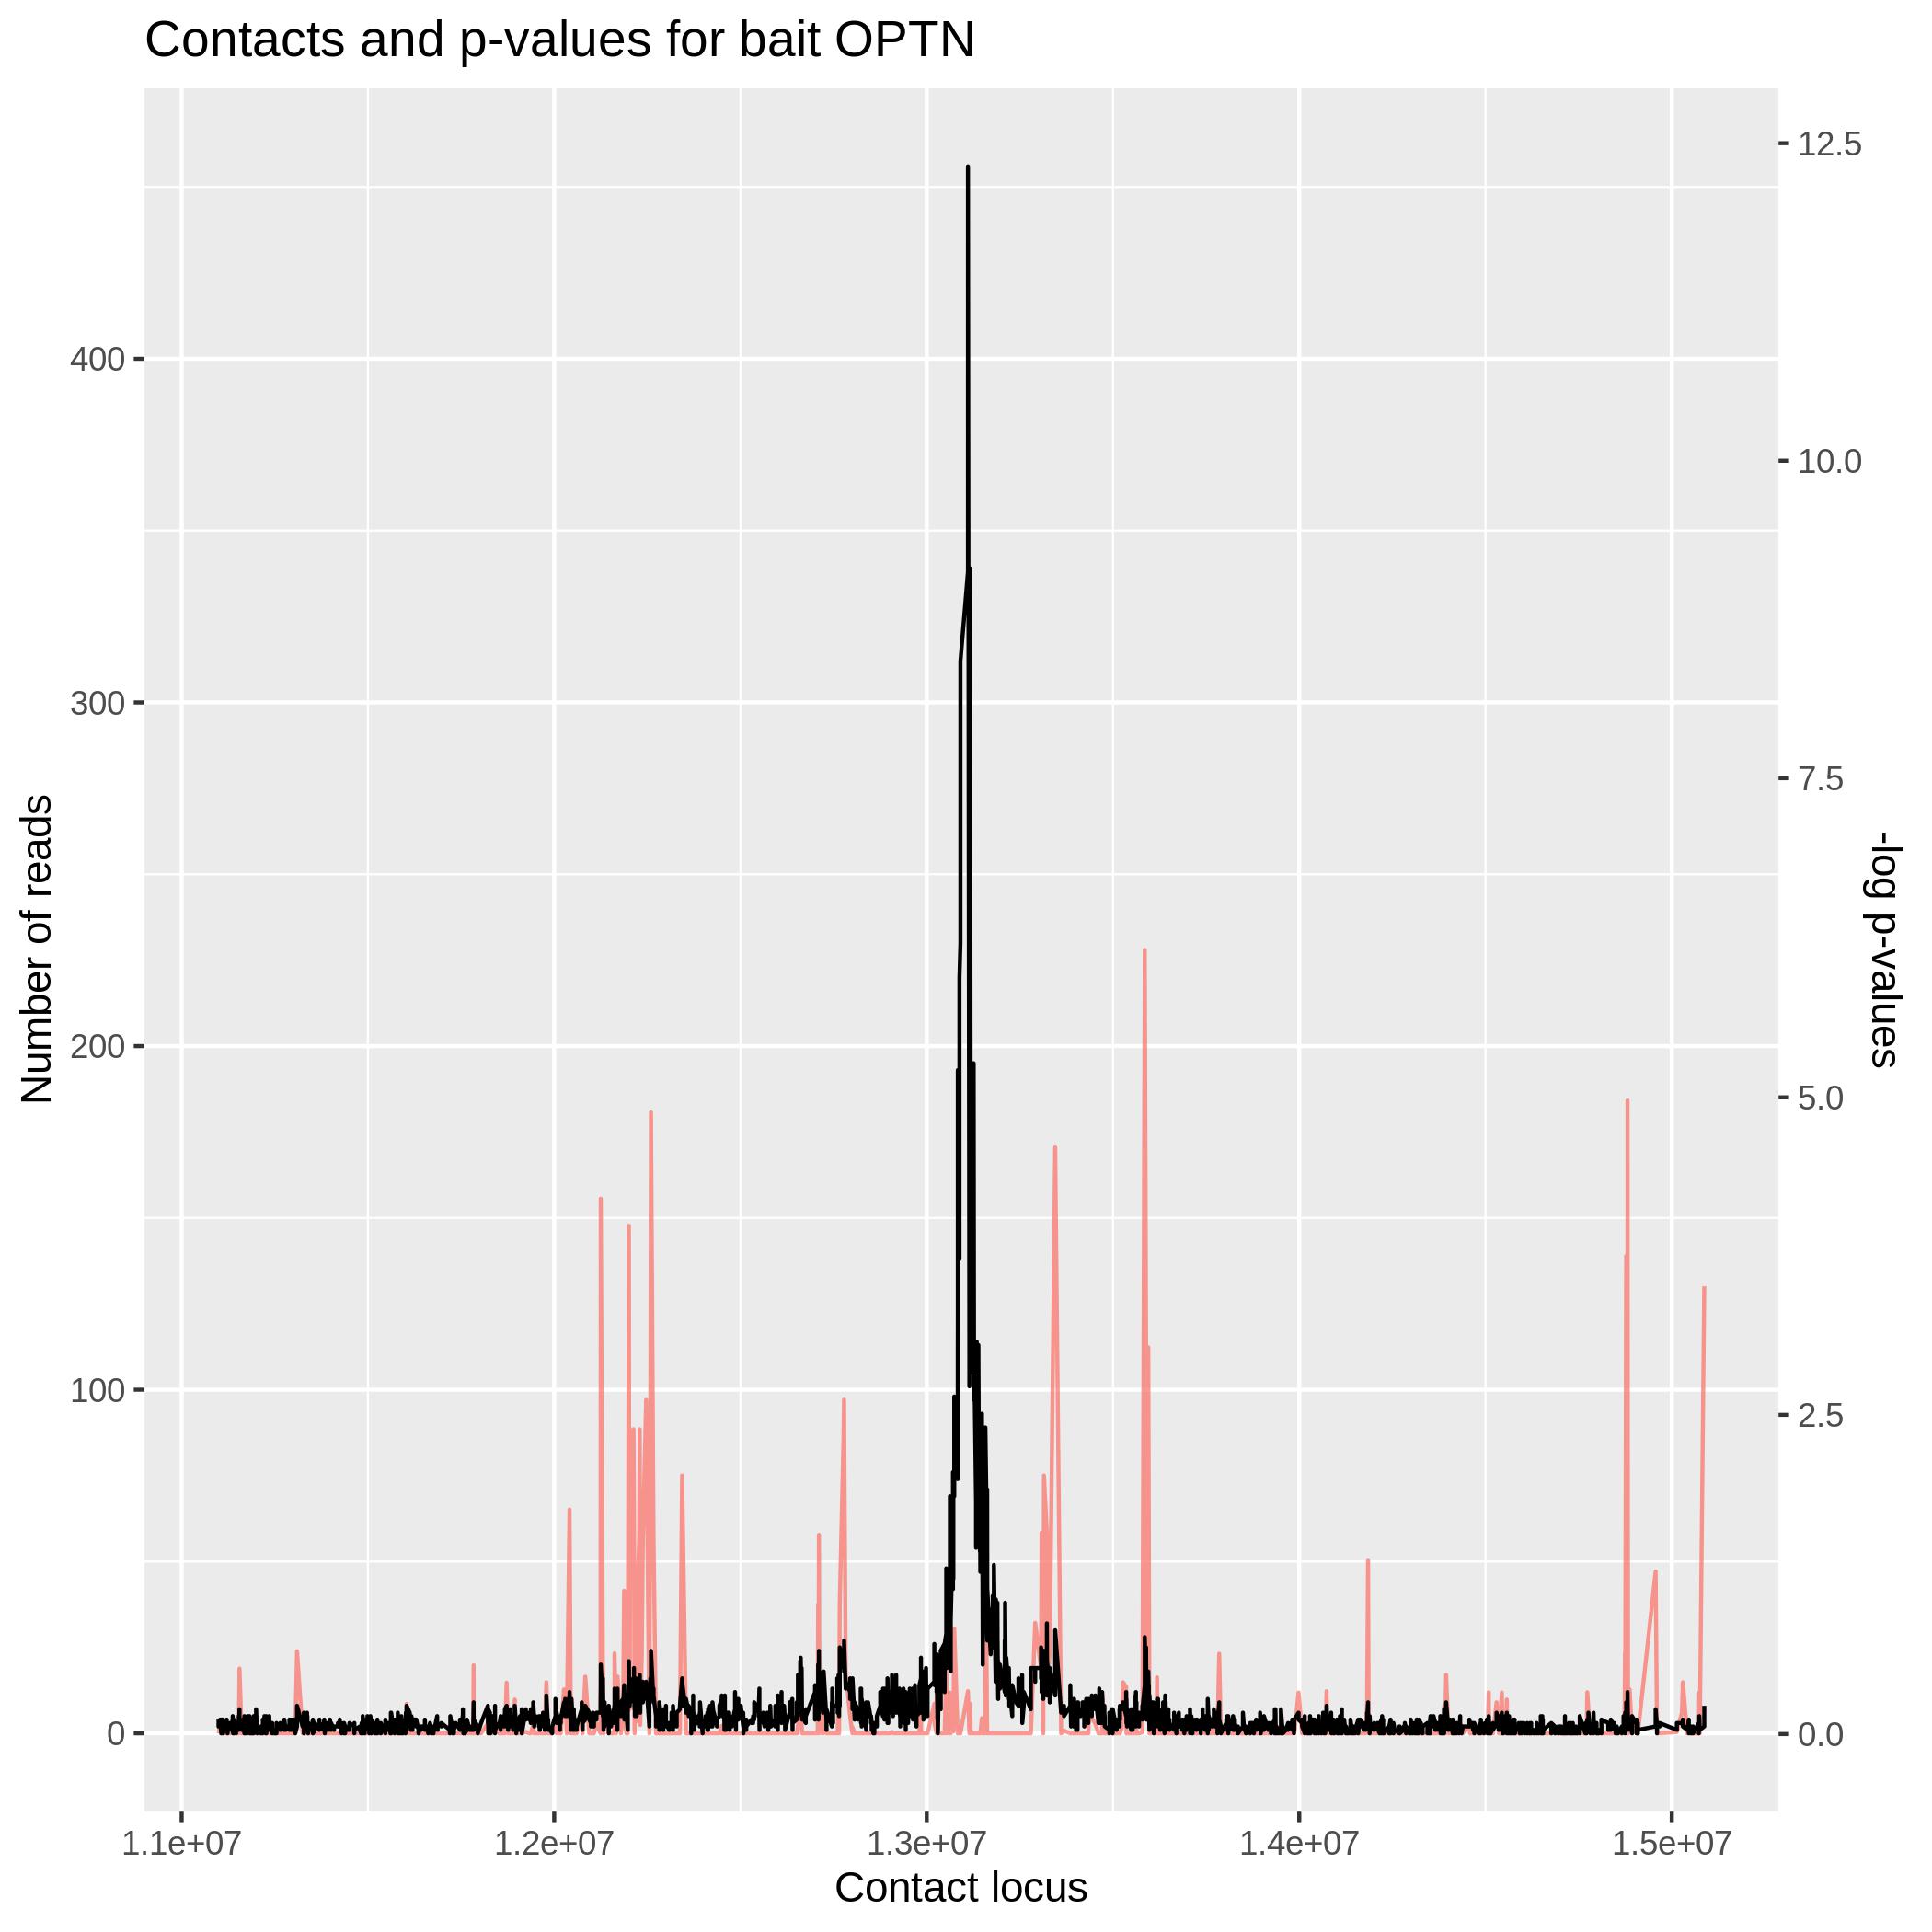 Contacts and p-values for bait OPTN
12.5
400
10.0
300
7.5
Number of reads
-log p-values
200
5.0
100
2.5
0
0.0
1.1e+07 1.2e+07 1.3e+07 1.4e+07 1.5e+07
Contact locus